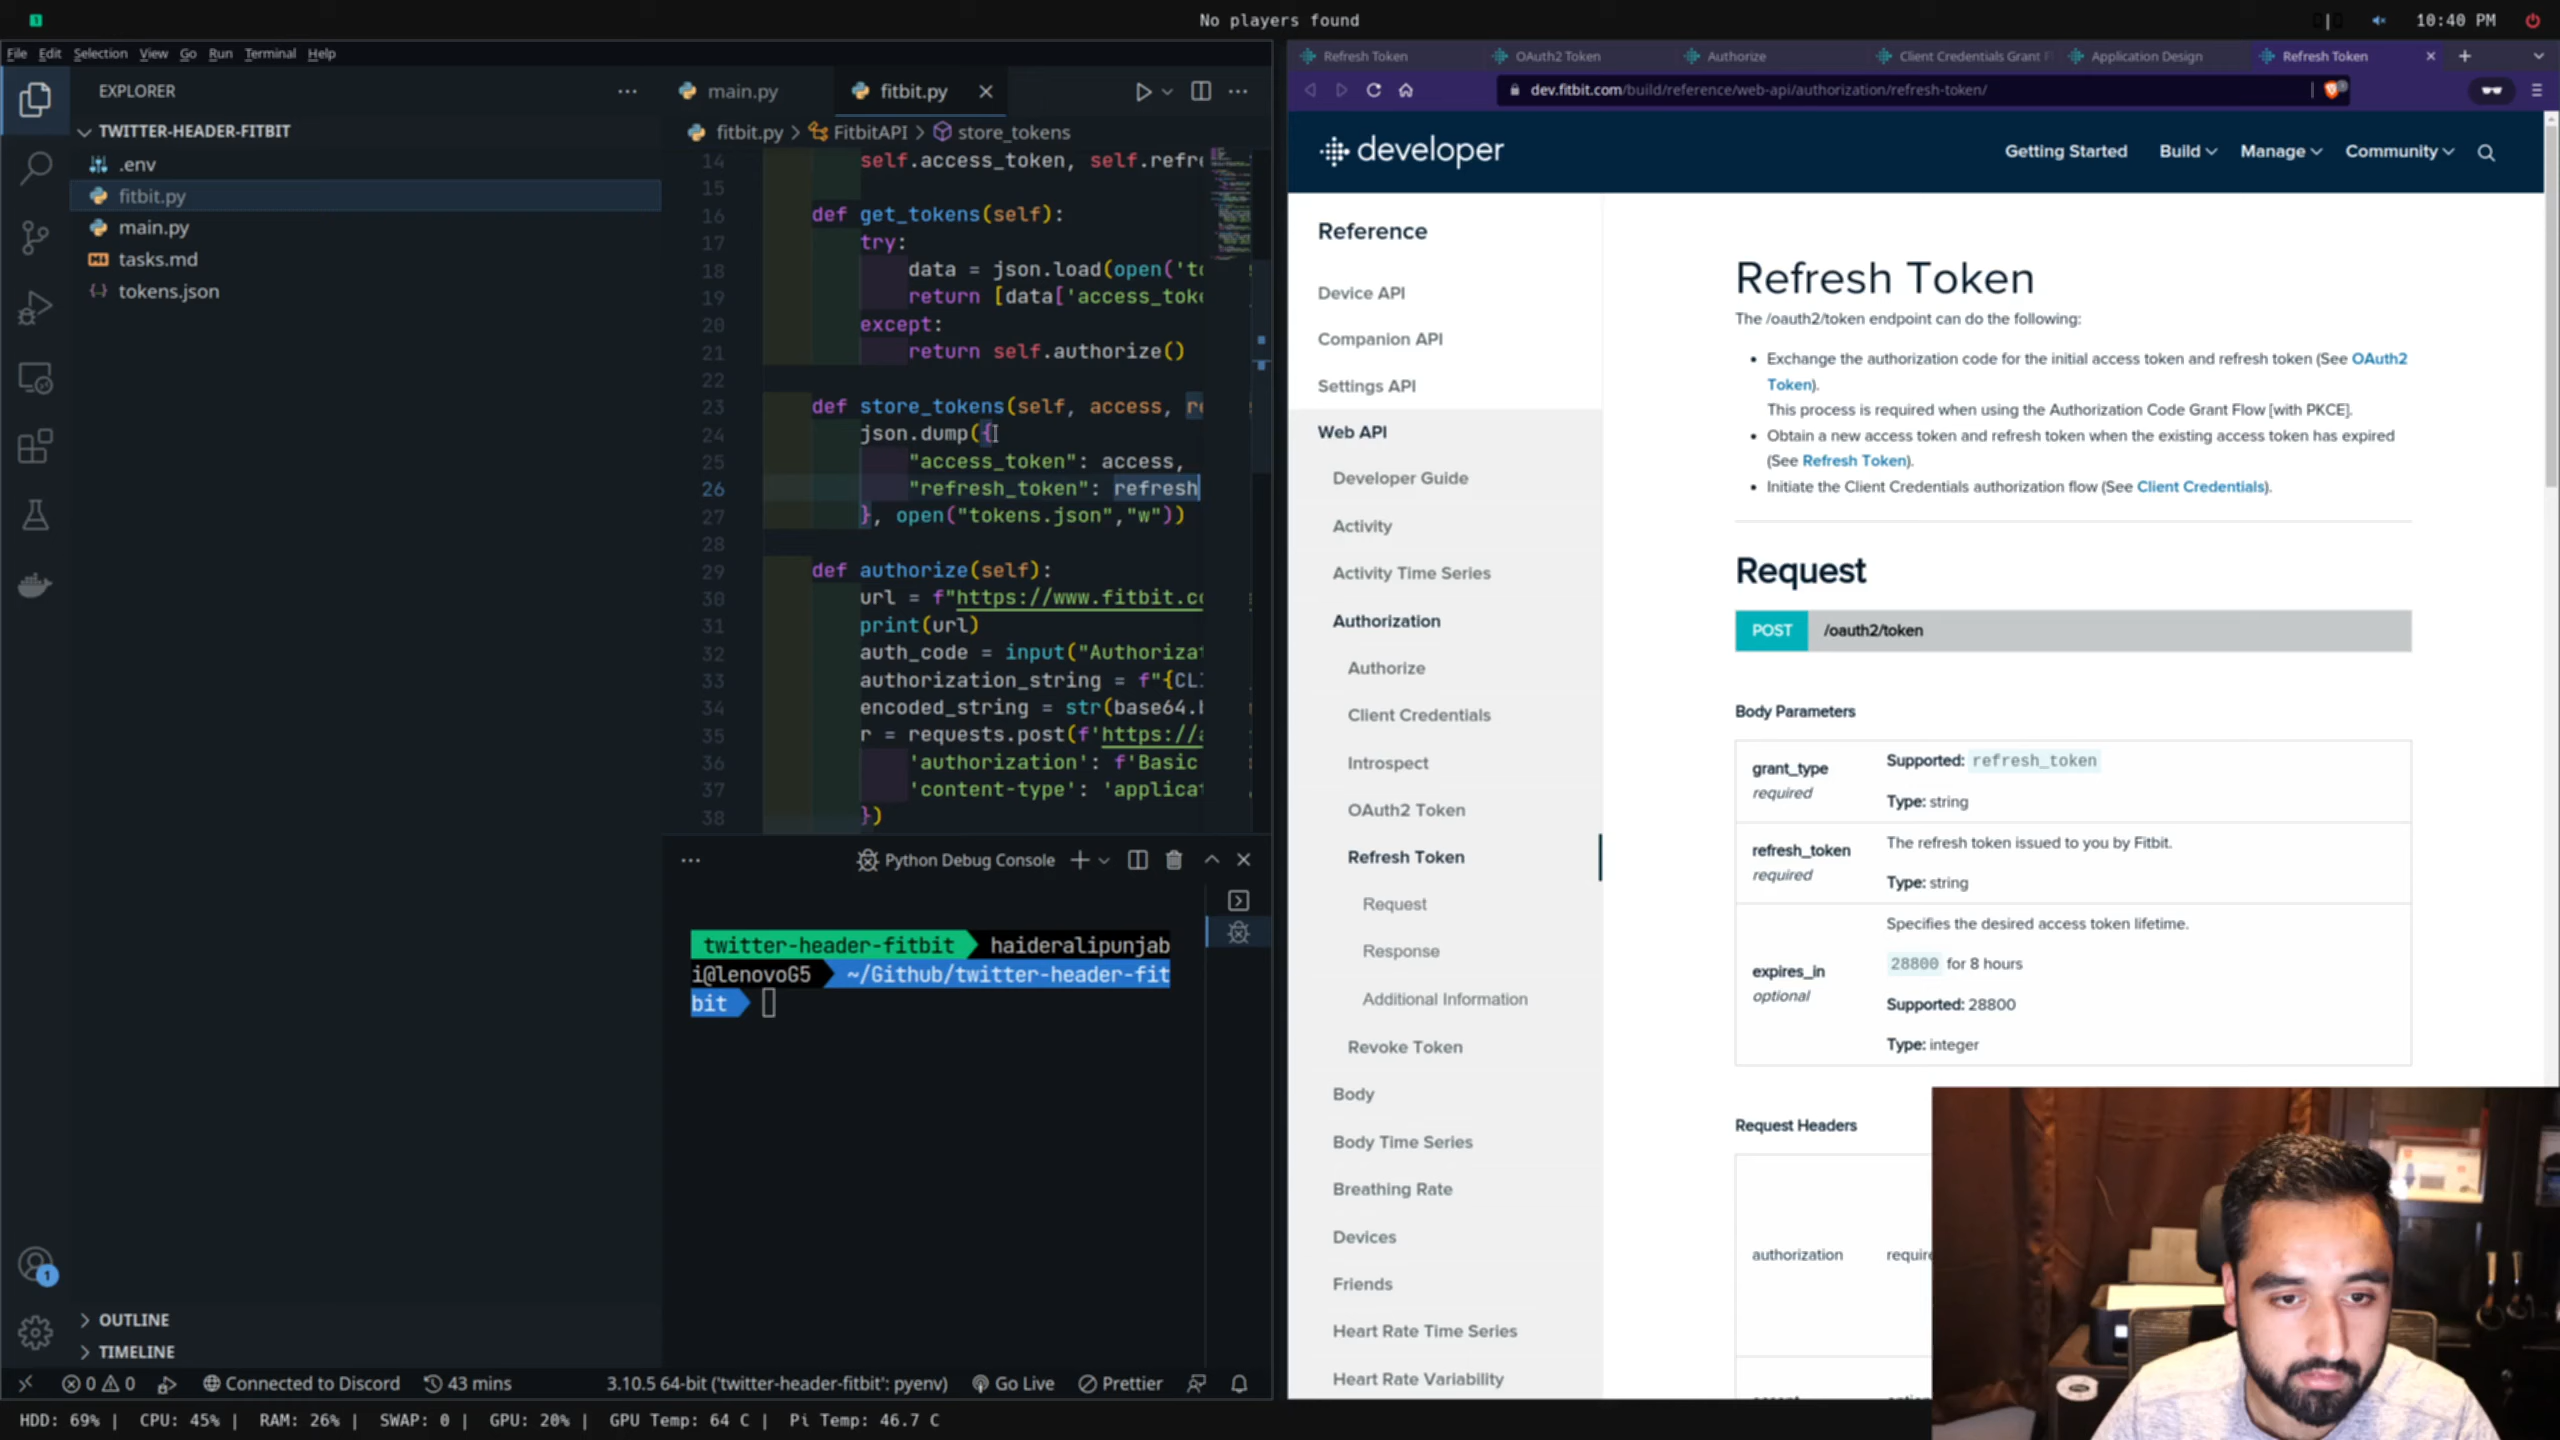 No players found
10:40 PM
File Edit Selection View Go Run Terminal Help
EXPLORER
TWITTER-HEADER-FITBIT
.env
fitbit.py
main.py
tasks.md
tokens.json
OUTLINE
TIMELINE
main.py
fitbit.py
fitbit.py > FitbitAPI > store_tokens
14 self.access_token, self.refr
15
16 def get_tokens(self):
17 try:
18 data = json.load(open('to
19 return [data['access_toke
20 except:
21 return self.authorize()
22
23 def store_tokens(self, access, re
24 json.dump({
25 "access_token": access,
26 "refresh_token": refresh
27 }, open("tokens.json","w"))
28
29 def authorize(self):
30 url = f"https://www.fitbit.co
31 print(url)
32 auth_code = input("Authorizat
33 authorization_string = f"{CL
34 encoded_string = str(base64.b
35 r = requests.post(f'https://a
36 'authorization': f'Basic
37 'content-type': 'applicat
38 })
Python Debug Console
twitter-header-fitbit haideralipunjab
i@lenovoG5 ~/Github/twitter-header-fit
bit
0 0 Connected to Discord 43 mins 3.10.5 64-bit ('twitter-header-fitbit': pyenv) Go Live Prettier
HDD: 69% | CPU: 45% | RAM: 26% | SWAP: 0 | GPU: 20% | GPU Temp: 64 C | Pi Temp: 46.7 C
Refresh Token
OAuth2 Token
Authorize
Client Credentials Grant F
Application Design
Refresh Token
dev.fitbit.com/build/reference/web-api/authorization/refresh-token/
developer
Getting Started
Build
Manage
Community
Reference
Device API
Companion API
Settings API
Web API
Developer Guide
Activity
Activity Time Series
Authorization
Authorize
Client Credentials
Introspect
OAuth2 Token
Refresh Token
Request
Response
Additional Information
Revoke Token
Body
Body Time Series
Breathing Rate
Devices
Friends
Heart Rate Time Series
Heart Rate Variability
Refresh Token
The /oauth2/token endpoint can do the following:
• Exchange the authorization code for the initial access token and refresh token (See OAuth2
Token).
This process is required when using the Authorization Code Grant Flow [with PKCE].
• Obtain a new access token and refresh token when the existing access token has expired
(See Refresh Token).
• Initiate the Client Credentials authorization flow (See Client Credentials).
Request
POST /oauth2/token
Body Parameters
grant_type
required
Supported: refresh_token
Type: string
refresh_token
required
The refresh token issued to you by Fitbit.
Type: string
expires_in
optional
Specifies the desired access token lifetime.
28800 for 8 hours
Supported: 28800
Type: integer
Request Headers
authorization
require